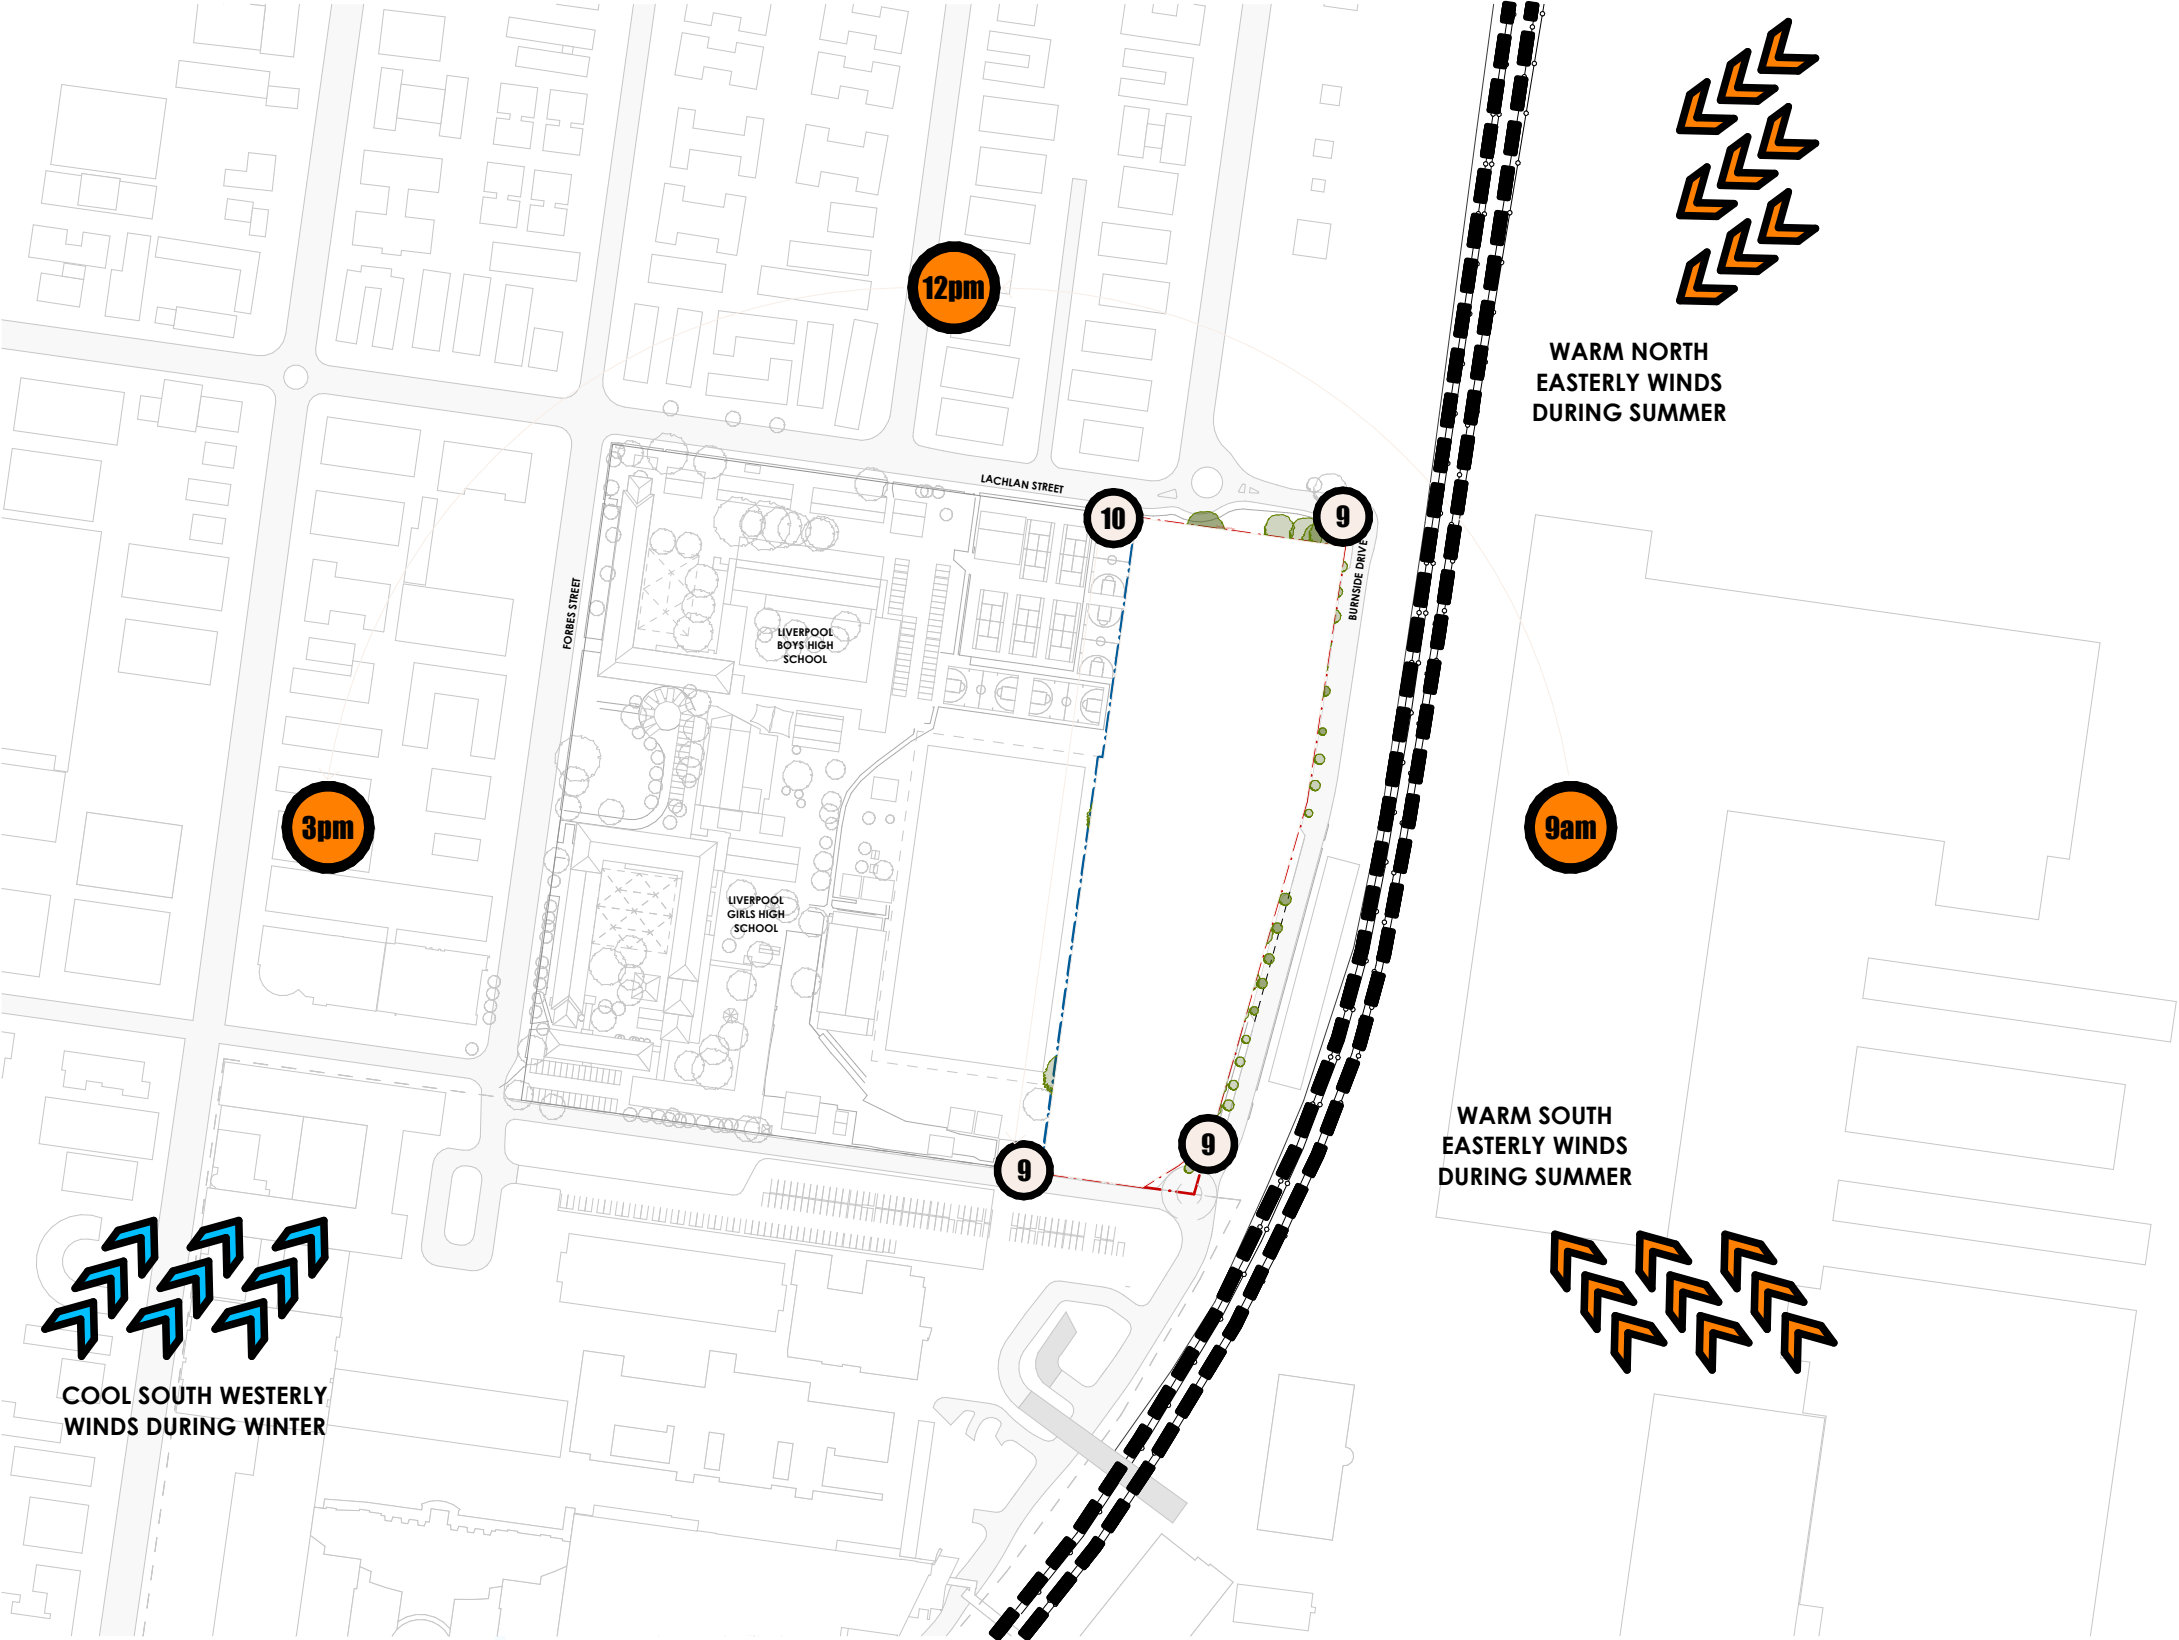 12pm
WARM NORTH
EASTERLY WINDS
DURING SUMMER
LACHLAN STREET
10
9
BURNSIDE DRIVE
FORBES STREET
LIVERPOOL
BOYS HIGH
SCHOOL
3pm
9am
LIVERPOOL
GIRLS HIGH
SCHOOL
9
9
WARM SOUTH
EASTERLY WINDS
DURING SUMMER
COOL SOUTH WESTERLY
WINDS DURING WINTER